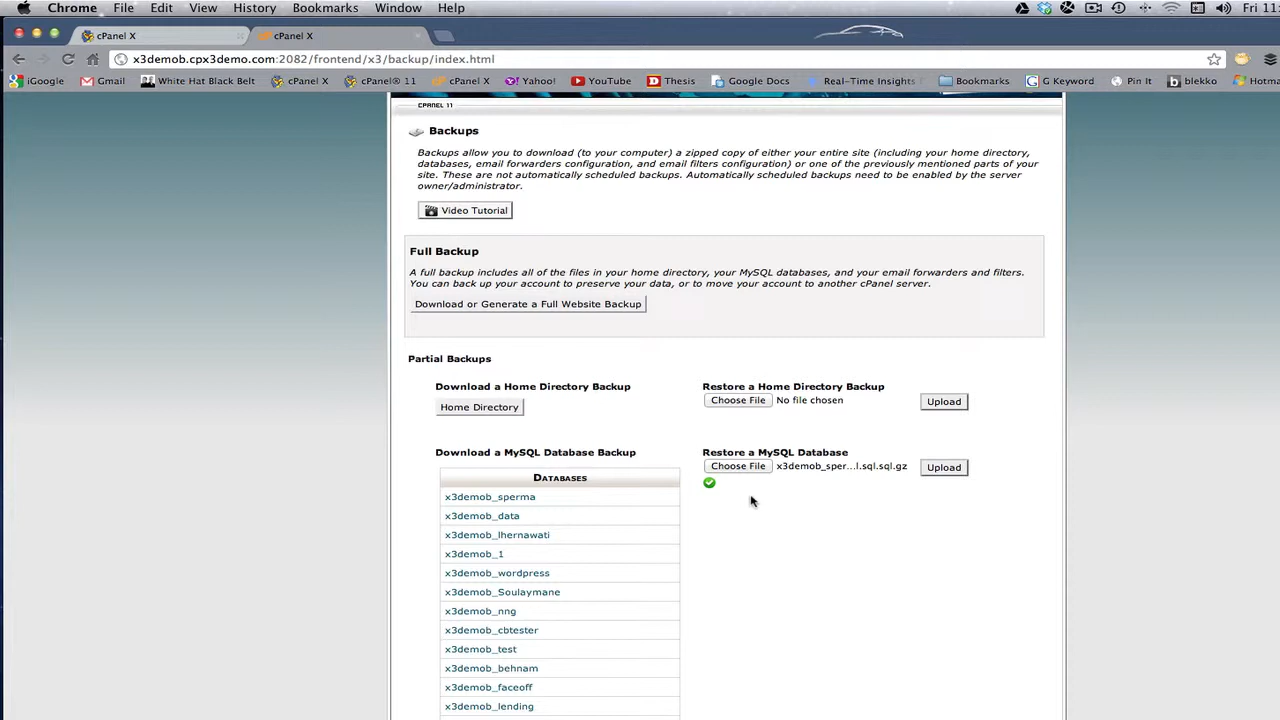 Chrome File Edit View History Bookmarks Window Help Fri 11:
cPanel X cPanel X
x3demob.cpx3demo.com:2082/frontend/x3/backup/index.html
iGoogle Gmail White Hat Black Belt cPanel X cPanel® 11 cPanel X Yahoo! YouTube Thesis Google Docs Real-Time Insights Bookmarks G Keyword Pin It blekko Hotma
CPANEL 11
Backups
Backups allow you to download (to your computer) a zipped copy of either your entire site (including your home directory,
databases, email forwarders configuration, and email filters configuration) or one of the previously mentioned parts of your
site. These are not automatically scheduled backups. Automatically scheduled backups need to be enabled by the server
owner/administrator.
Video Tutorial
Full Backup
A full backup includes all of the files in your home directory, your MySQL databases, and your email forwarders and filters.
You can back up your account to preserve your data, or to move your account to another cPanel server.
Download or Generate a Full Website Backup
Partial Backups
Download a Home Directory Backup
Home Directory
Restore a Home Directory Backup
Choose File No file chosen Upload
Download a MySQL Database Backup
DATABASES
x3demob_sperma
x3demob_data
x3demob_lhernawati
x3demob_1
x3demob_wordpress
x3demob_Soulaymane
x3demob_nng
x3demob_cbtester
x3demob_test
x3demob_behnam
x3demob_faceoff
x3demob_lending
Restore a MySQL Database
Choose File x3demob_sper...l.sql.sql.gz Upload